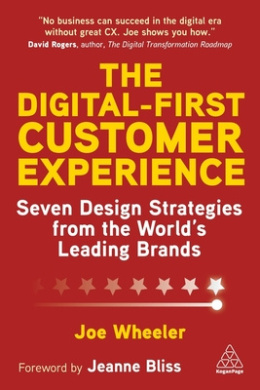 "No business can succeed in the digital era
without great CX. Joe shows you how."
David Rogers, author, The Digital Transformation Roadmap
THE
DIGITAL-FIRST
CUSTOMER
EXPERIENCE
Seven Design Strategies
from the World's
Leading Brands
Joe Wheeler
Foreword by Jeanne Bliss
KoganPage